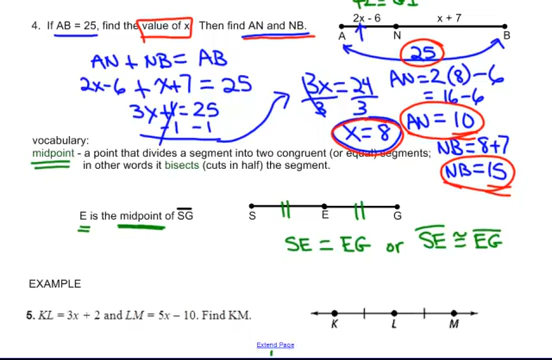 4. If AB = 25, find the value of x. Then find AN and NB.
2x - 6 x + 7
A N B
25
AN + NB = AB
2x-6 + x+7 = 25
3x+1 = 25
-1 -1
3x = 24
3 3
x = 8
AN = 2(8) - 6
= 16 - 6
AN = 10
NB = 8+7
NB = 15
vocabulary:
midpoint - a point that divides a segment into two congruent (or equal) segments;
in other words it bisects (cuts in half) the segment.
E is the midpoint of SG
S E G
SE = EG or SE ≅ EG
EXAMPLE
5. KL = 3x + 2 and LM = 5x − 10. Find KM.
K L M
Extend Page